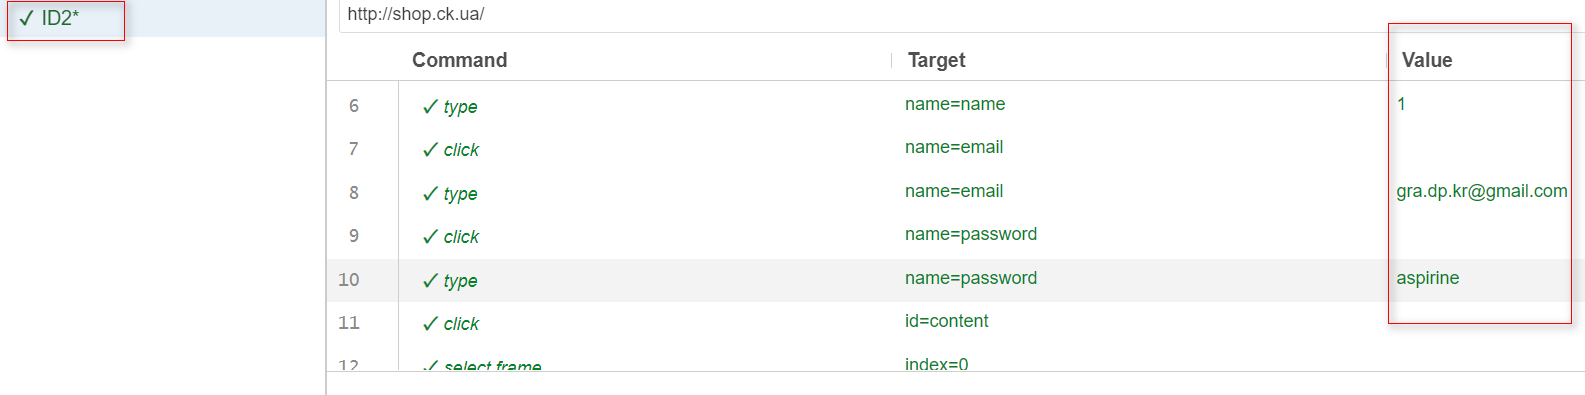 ✓ ID2*
http://shop.ck.ua/
Command Target Value
6 ✓ type name=name 1
7 ✓ click name=email
8 ✓ type name=email gra.dp.kr@gmail.com
9 ✓ click name=password
10 ✓ type name=password aspirine
11 ✓ click id=content
12 ✓ select frame index=0